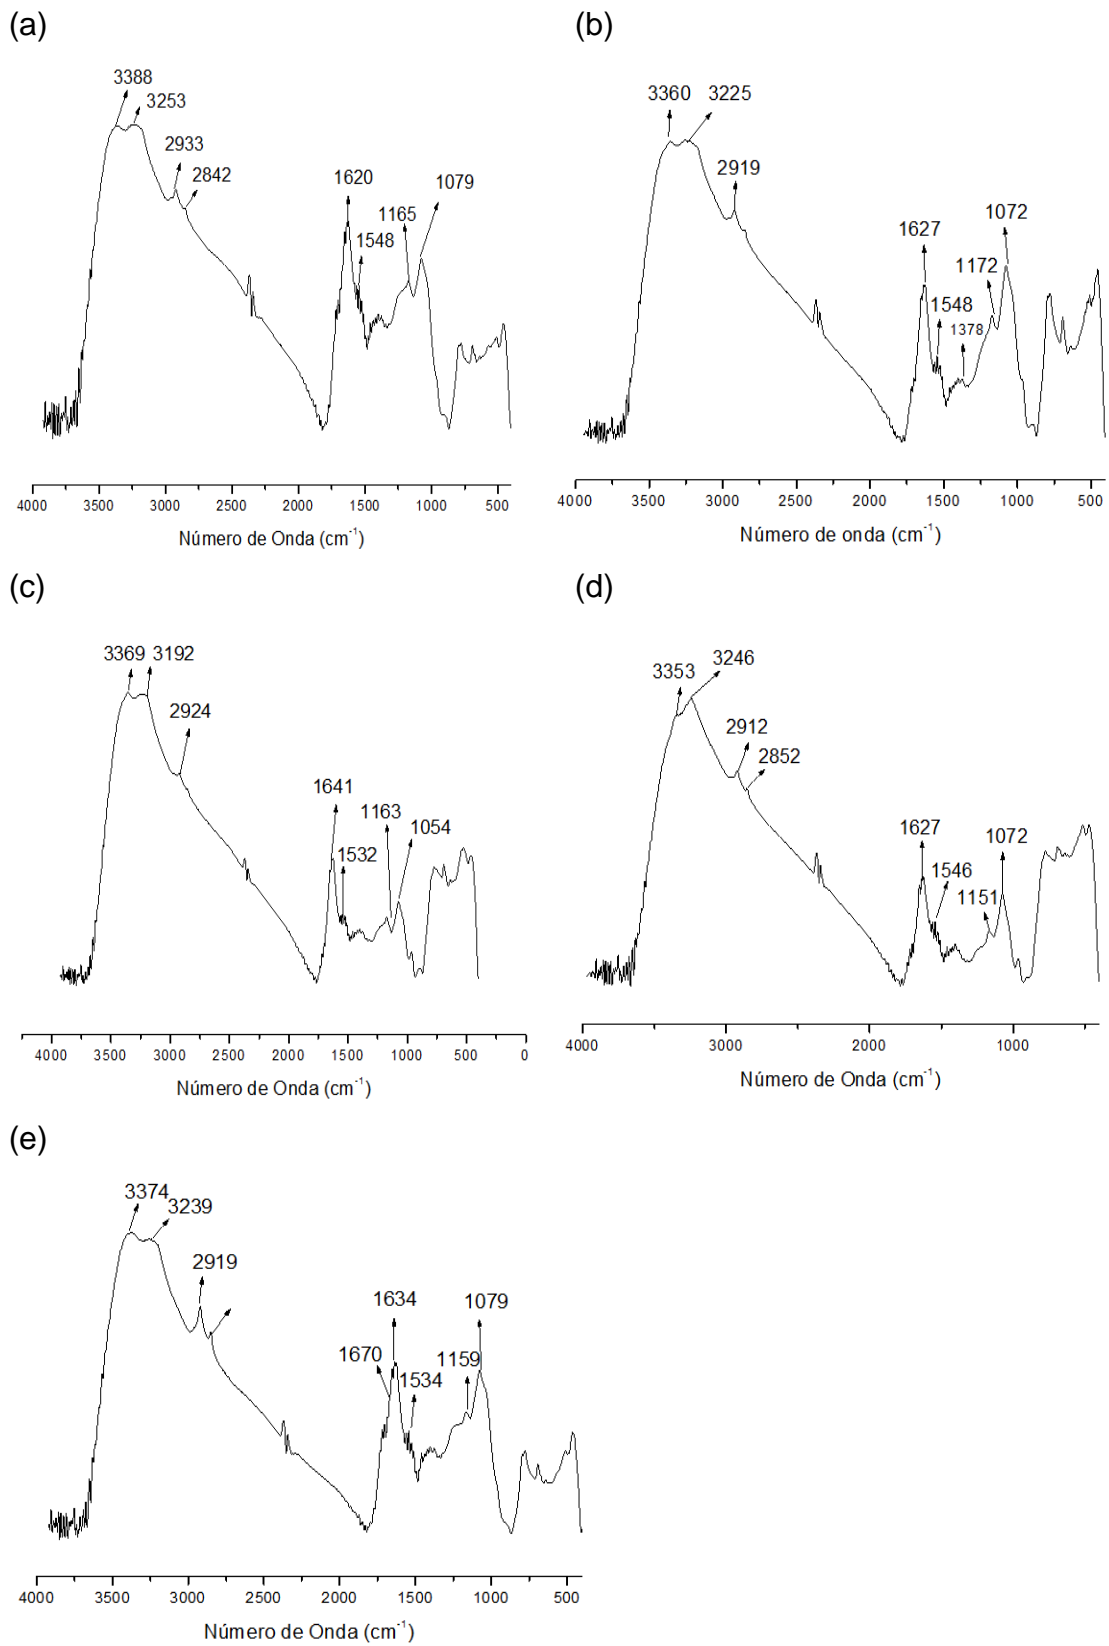 (a)
3388
3253
2933
2842
1620
1548
1165
1079
4000 3500 3000 2500 2000 1500 1000 500
Número de Onda (cm⁻¹)
(b)
3360 3225
2919
1627
1548
1172
1378
1072
4000 3500 3000 2500 2000 1500 1000 500
Número de onda (cm⁻¹)
(c)
3369 3192
2924
1641
1532
1163
1054
4000 3500 3000 2500 2000 1500 1000 500 0
Número de Onda (cm⁻¹)
(d)
3353 3246
2912
2852
1627
1546
1151
1072
4000 3000 2000 1000
Número de Onda (cm⁻¹)
(e)
3374
3239
2919
1634
1670
1534
1159
1079
4000 3500 3000 2500 2000 1500 1000 500
Número de Onda (cm⁻¹)